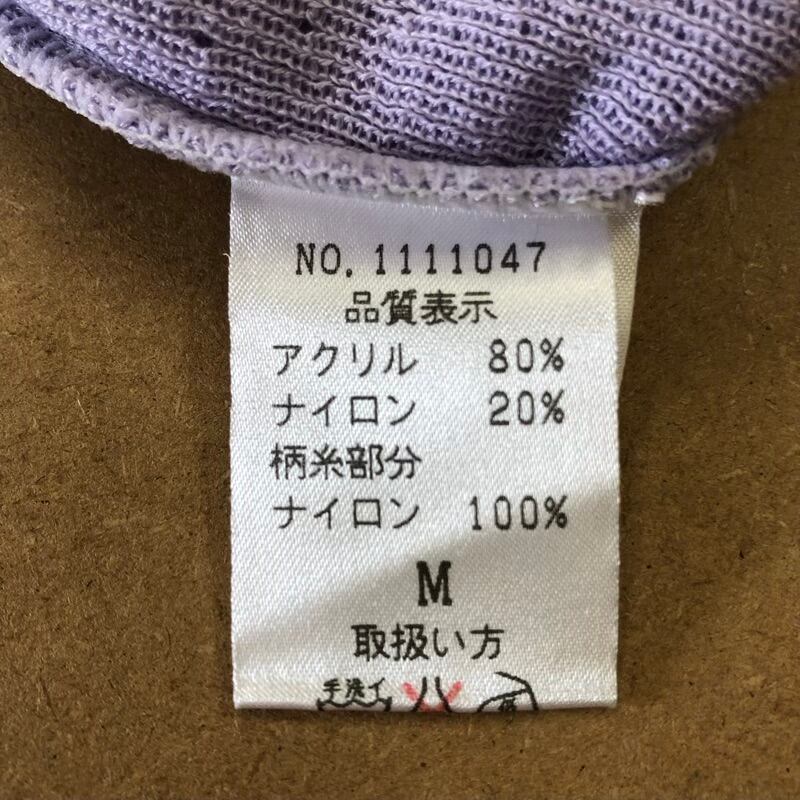 NO. 1111047
品質表示
アクリル 80%
ナイロン 20%
柄糸部分
ナイロン 100%
M
取扱い方
手洗イ